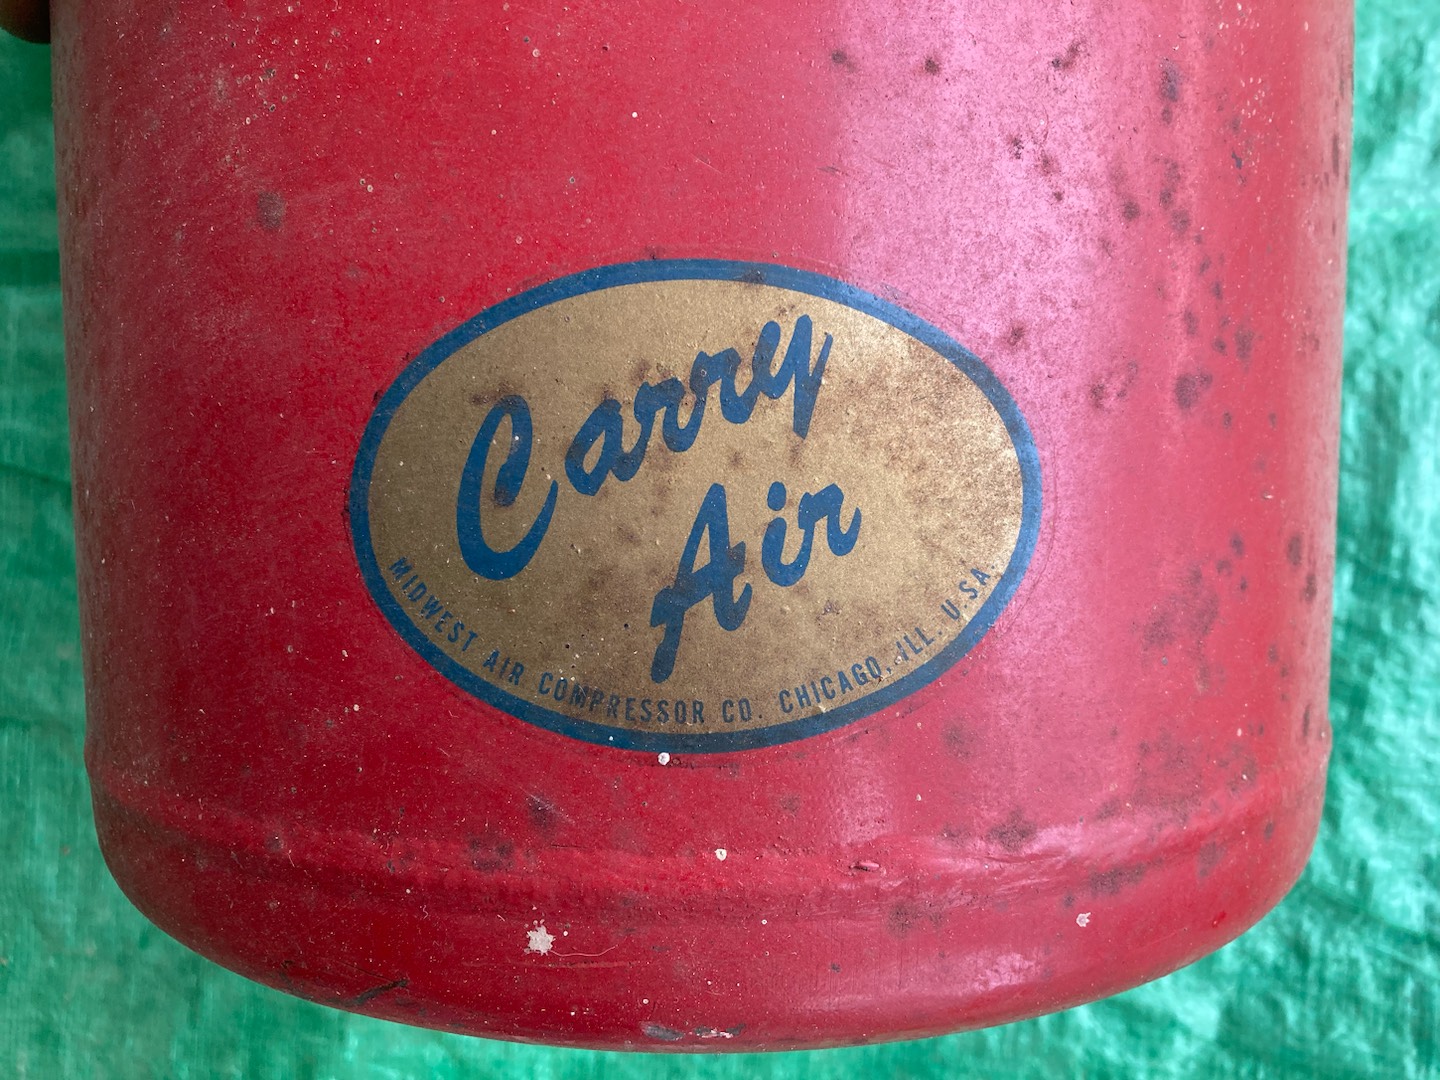 Carry
Air
MIDWEST AIR COMPRESSOR CO. CHICAGO, ILL. U.S.A.